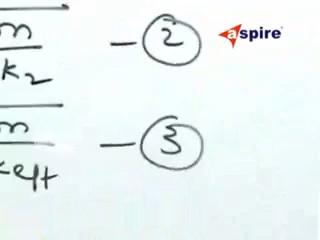 m
k2 — 2 aspire
m
keff — 3